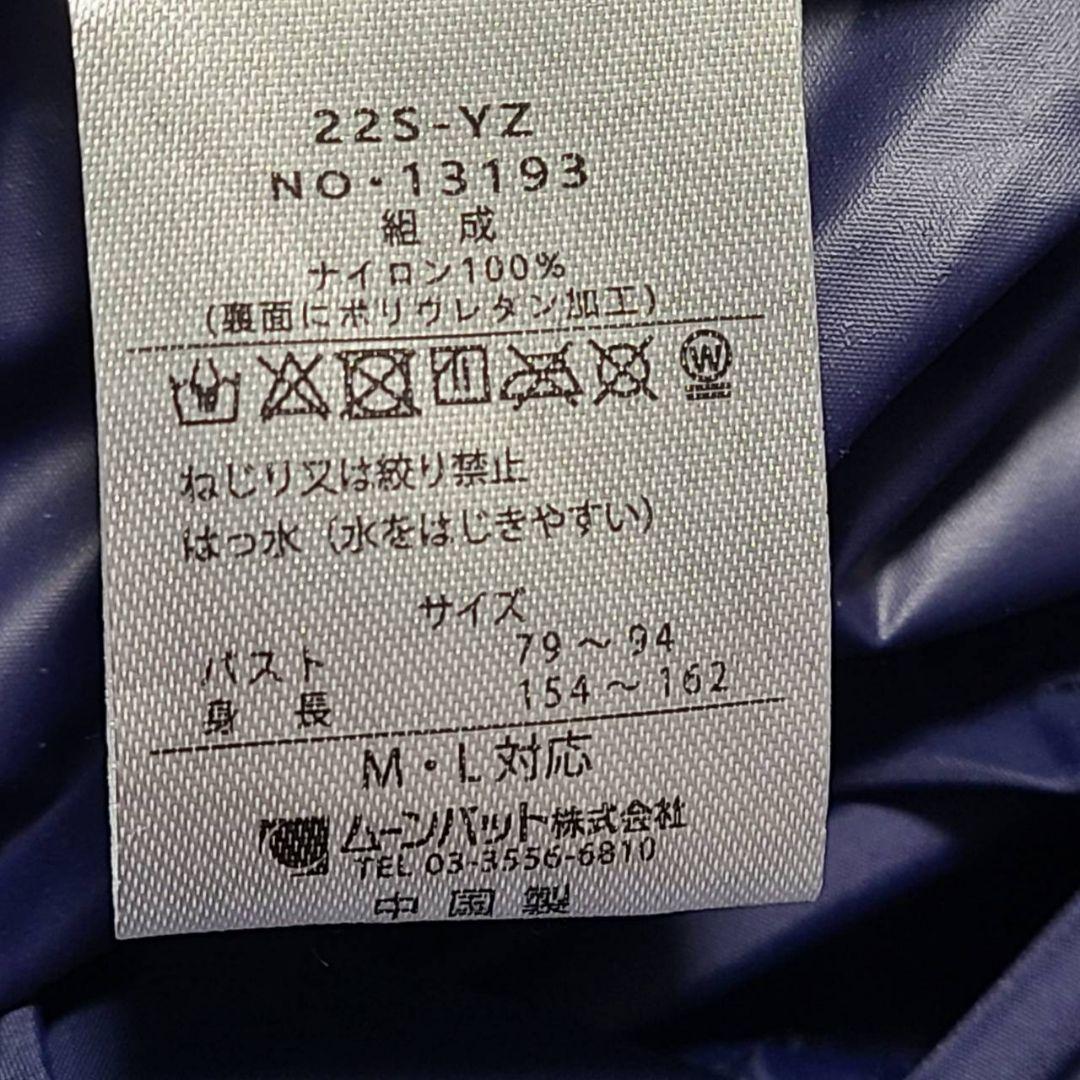 22S-YZ
NO・13193
組 成
ナイロン100%
(裏面にポリウレタン加工)
W
ねじり又は絞り禁止
はっ水（水をはじきやすい）
サイズ
バスト 79～94
身 長 154～162
M・L対応
ムーンバット株式会社
TEL 03-3556-6810
中国製